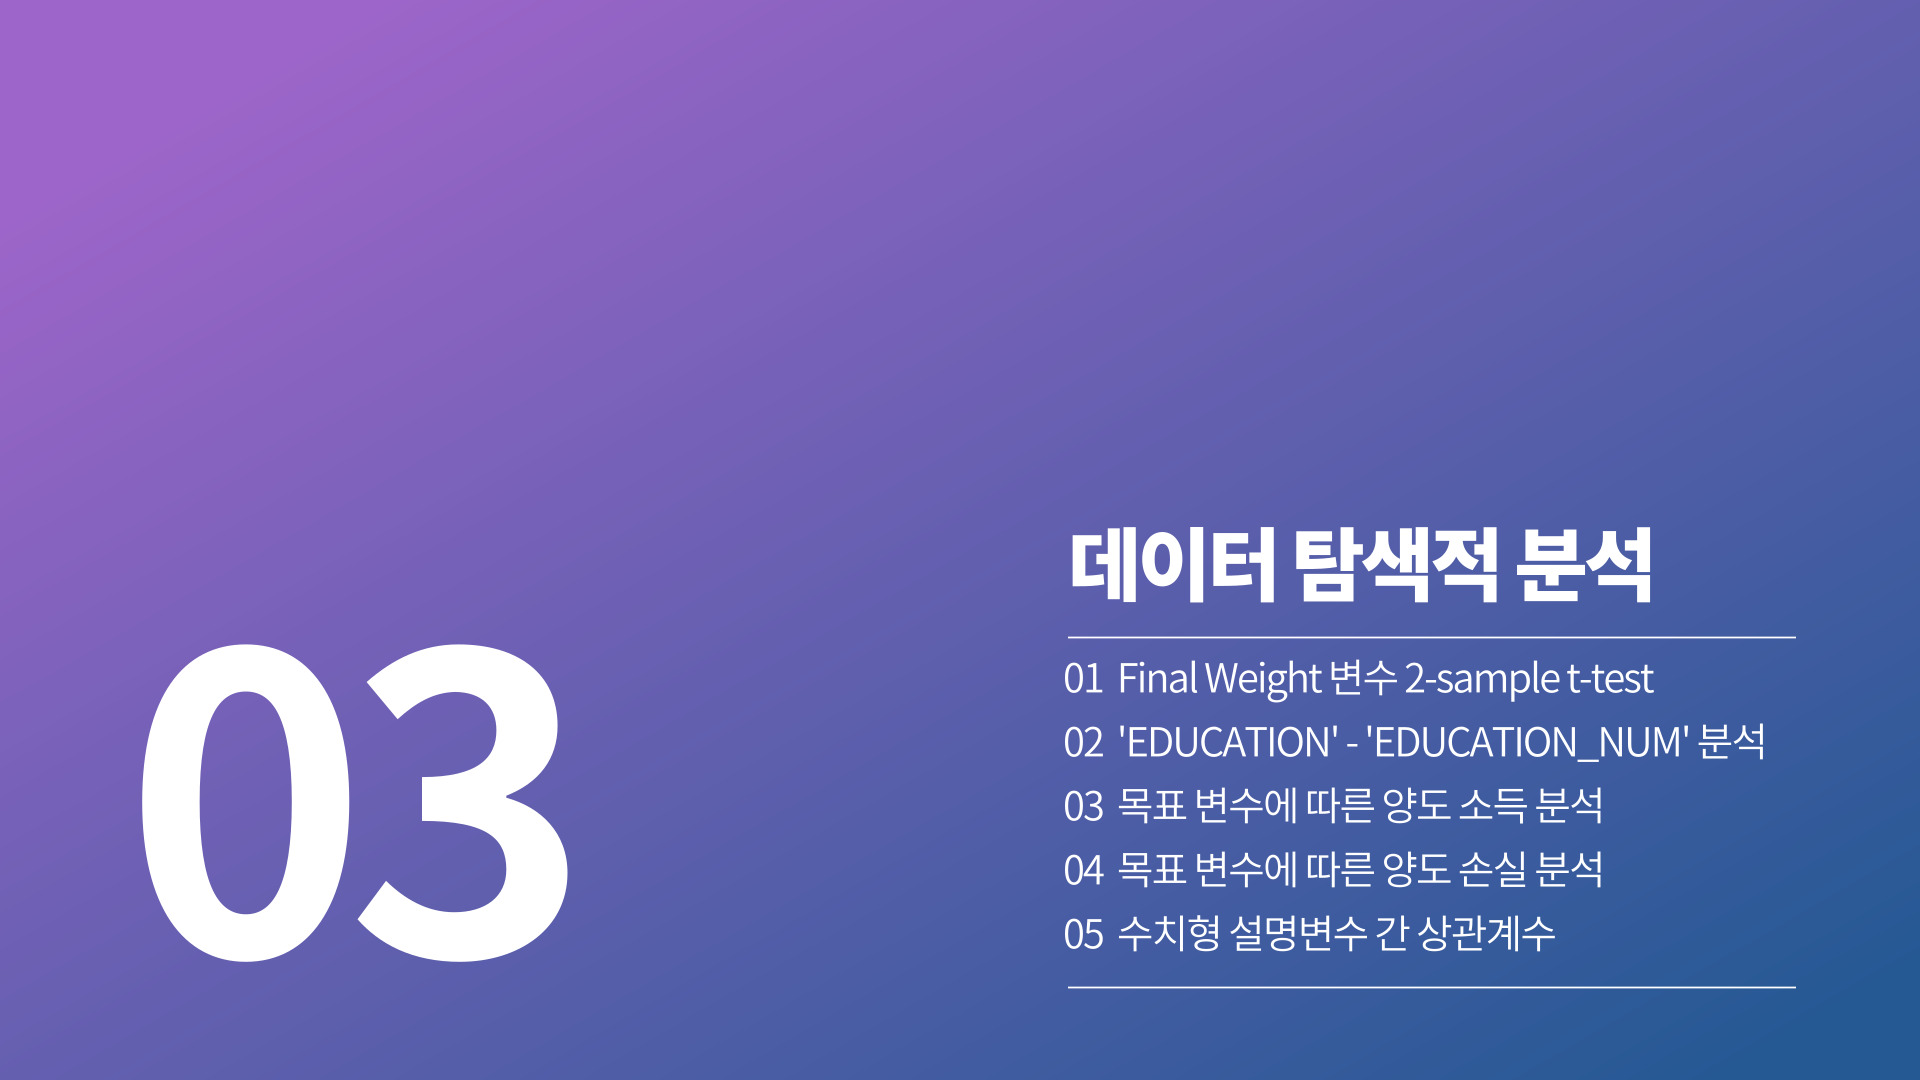 03
데이터 탐색적 분석
01 Final Weight 변수 2-sample t-test
02 'EDUCATION' - 'EDUCATION_NUM' 분석
03 목표 변수에 따른 양도 소득 분석
04 목표 변수에 따른 양도 손실 분석
05 수치형 설명변수 간 상관계수